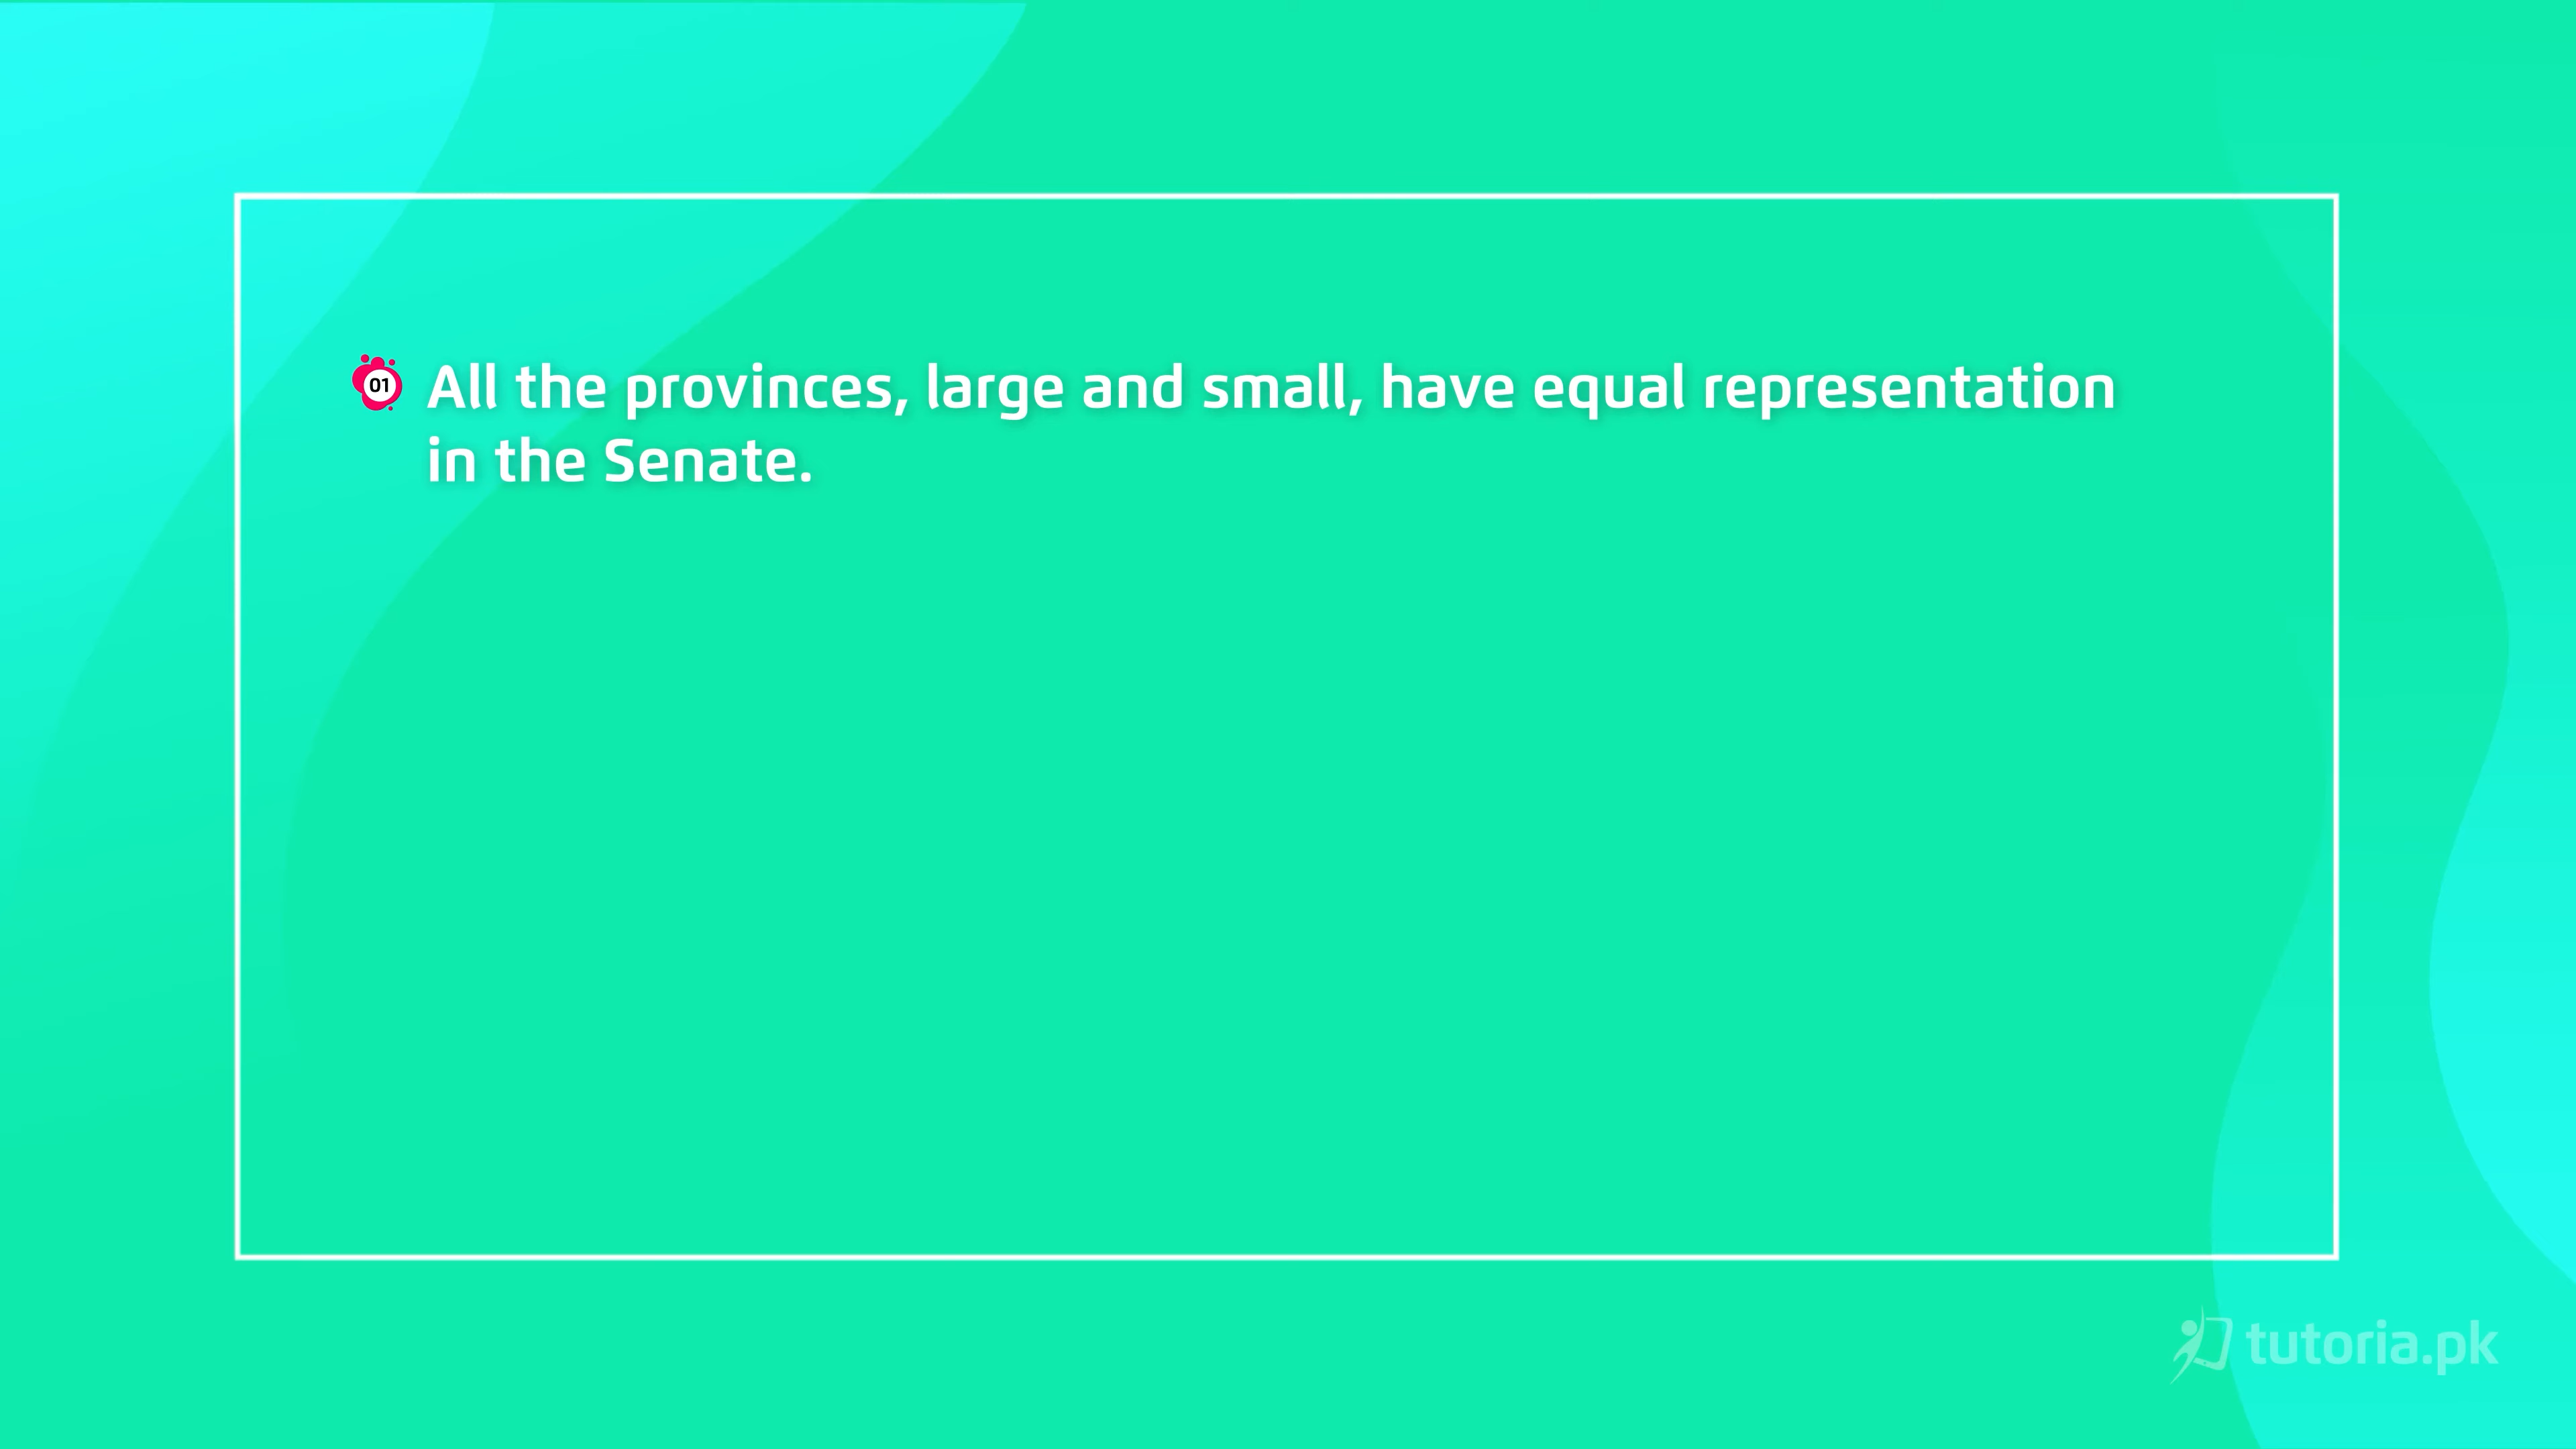 01 All the provinces, large and small, have equal representation
in the Senate.
tutoria.pk